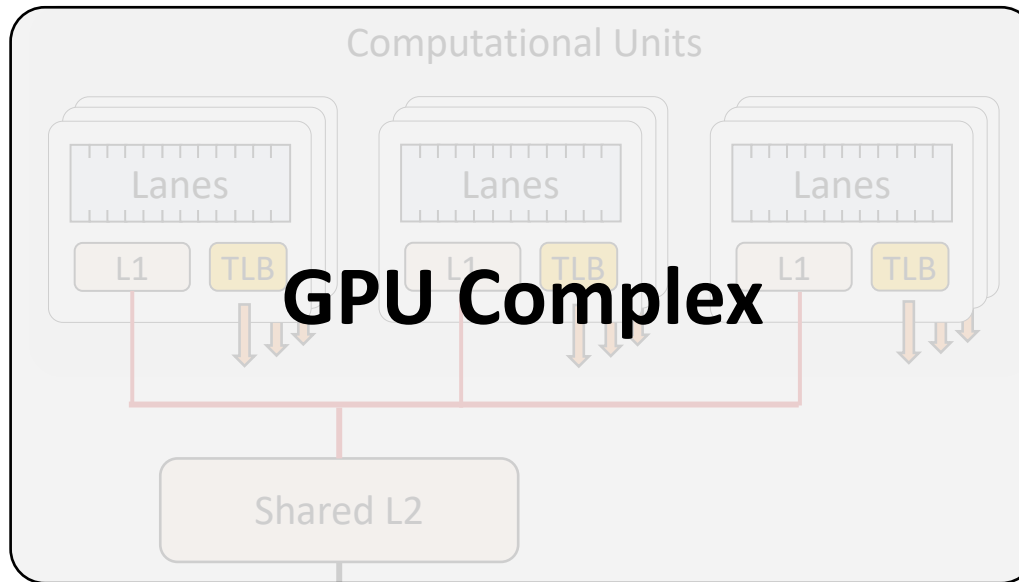 Computational Units
Lanes Lanes Lanes
L1 TLB L1 TLB L1 TLB
GPU Complex
Shared L2